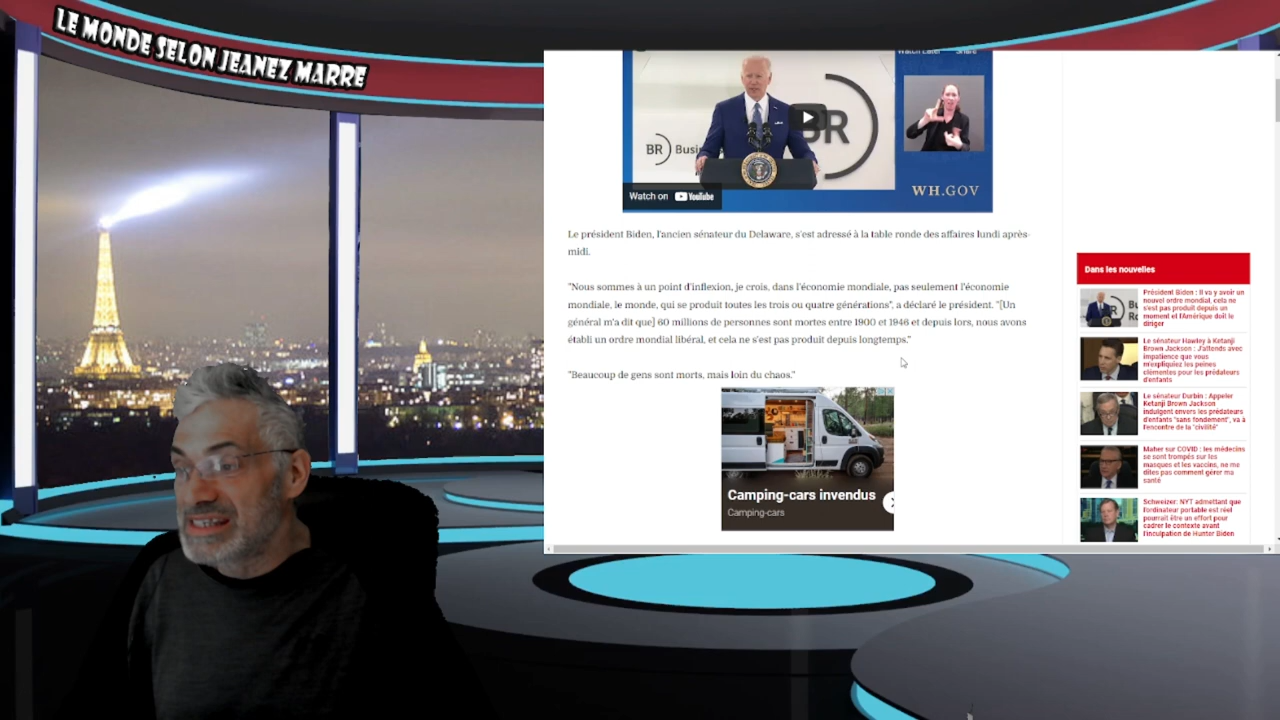 LE MONDE SELON JEANEZ MARRE
Watch Later Share
BR Busi
BR
Watch on YouTube
WH.GOV
Le président Biden, l'ancien sénateur du Delaware, s'est adressé à la table ronde des affaires lundi après-
midi.
"Nous sommes à un point d'inflexion, je crois, dans l'économie mondiale, pas seulement l'économie
mondiale, le monde, qui se produit toutes les trois ou quatre générations", a déclaré le président. "[Un
général m'a dit que] 60 millions de personnes sont mortes entre 1900 et 1946 et depuis lors, nous avons
établi un ordre mondial libéral, et cela ne s'est pas produit depuis longtemps."
"Beaucoup de gens sont morts, mais loin du chaos."
Camping-cars invendus
Camping-cars
Dans les nouvelles
Président Biden : Il va y avoir un
nouvel ordre mondial, cela ne
s'est pas produit depuis un
moment et l'Amérique doit le
diriger
Le sénateur Hawley à Ketanji
Brown Jackson : J'attends avec
impatience que vous
m'expliquiez les peines
clémentes pour les prédateurs
d'enfants
Le sénateur Durbin : Appeler
Ketanji Brown Jackson
indulgent envers les prédateurs
d'enfants "sans fondement", va à
l'encontre de la "civilité"
Maher sur COVID : les médecins
se sont trompés sur les
masques et les vaccins, ne me
dites pas comment gérer ma
santé
Schweizer: NYT admettant que
l'ordinateur portable est réel
pourrait être un effort pour
cadrer le contexte avant
l'inculpation de Hunter Biden